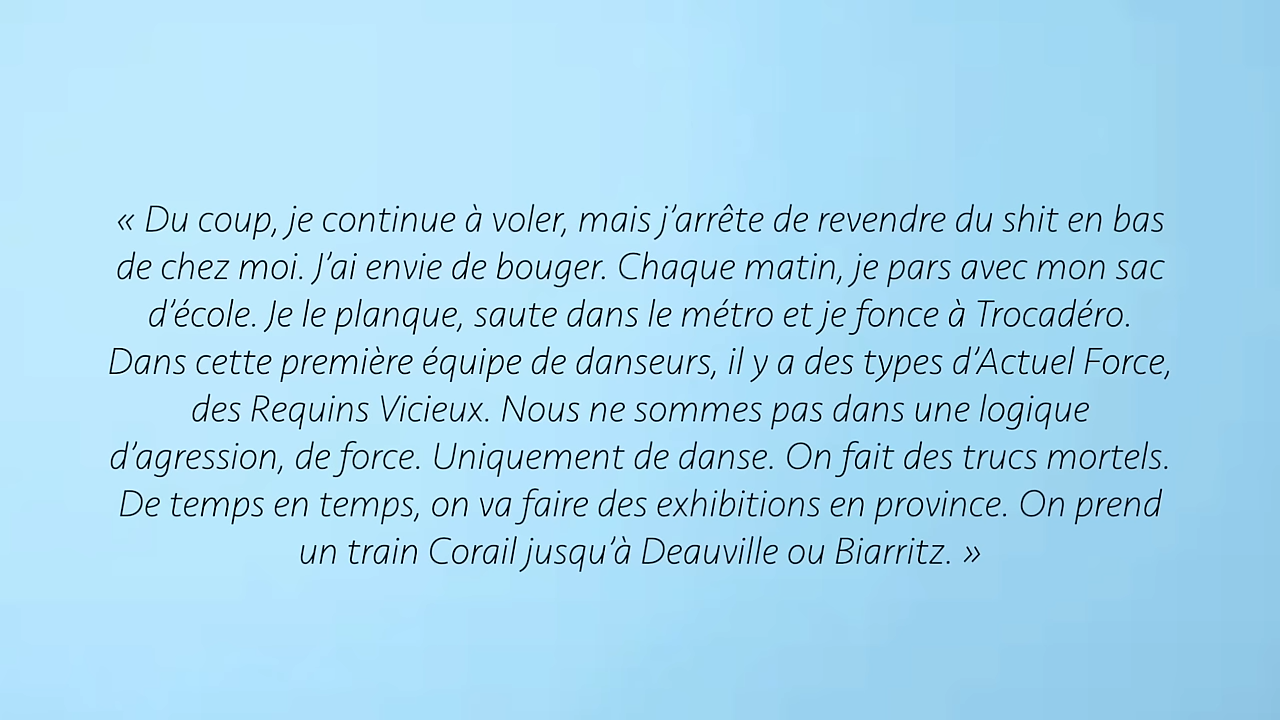 « Du coup, je continue à voler, mais j’arrête de revendre du shit en bas
de chez moi. J’ai envie de bouger. Chaque matin, je pars avec mon sac
d’école. Je le planque, saute dans le métro et je fonce à Trocadéro.
Dans cette première équipe de danseurs, il y a des types d’Actuel Force,
des Requins Vicieux. Nous ne sommes pas dans une logique
d’agression, de force. Uniquement de danse. On fait des trucs mortels.
De temps en temps, on va faire des exhibitions en province. On prend
un train Corail jusqu’à Deauville ou Biarritz. »